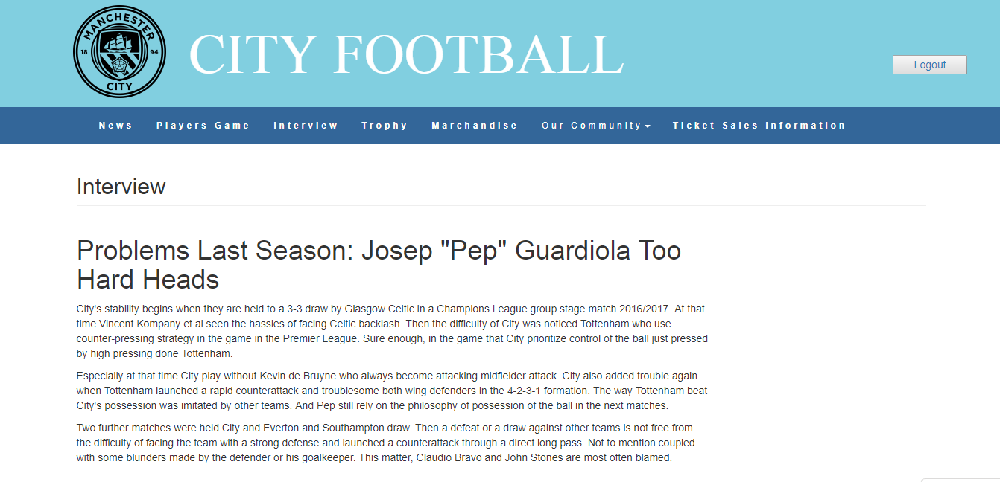 MANCHESTER
18 94
CITY
CITY FOOTBALL
Logout
News Players Game Interview Trophy Marchandise Our Community Ticket Sales Information
Interview
Problems Last Season: Josep "Pep" Guardiola Too
Hard Heads
City's stability begins when they are held to a 3-3 draw by Glasgow Celtic in a Champions League group stage match 2016/2017. At that
time Vincent Kompany et al seen the hassles of facing Celtic backlash. Then the difficulty of City was noticed Tottenham who use
counter-pressing strategy in the game in the Premier League. Sure enough, in the game that City prioritize control of the ball just pressed
by high pressing done Tottenham.
Especially at that time City play without Kevin de Bruyne who always become attacking midfielder attack. City also added trouble again
when Tottenham launched a rapid counterattack and troublesome both wing defenders in the 4-2-3-1 formation. The way Tottenham beat
City's possession was imitated by other teams. And Pep still rely on the philosophy of possession of the ball in the next matches.
Two further matches were held City and Everton and Southampton draw. Then a defeat or a draw against other teams is not free from
the difficulty of facing the team with a strong defense and launched a counterattack through a direct long pass. Not to mention coupled
with some blunders made by the defender or his goalkeeper. This matter, Claudio Bravo and John Stones are most often blamed.